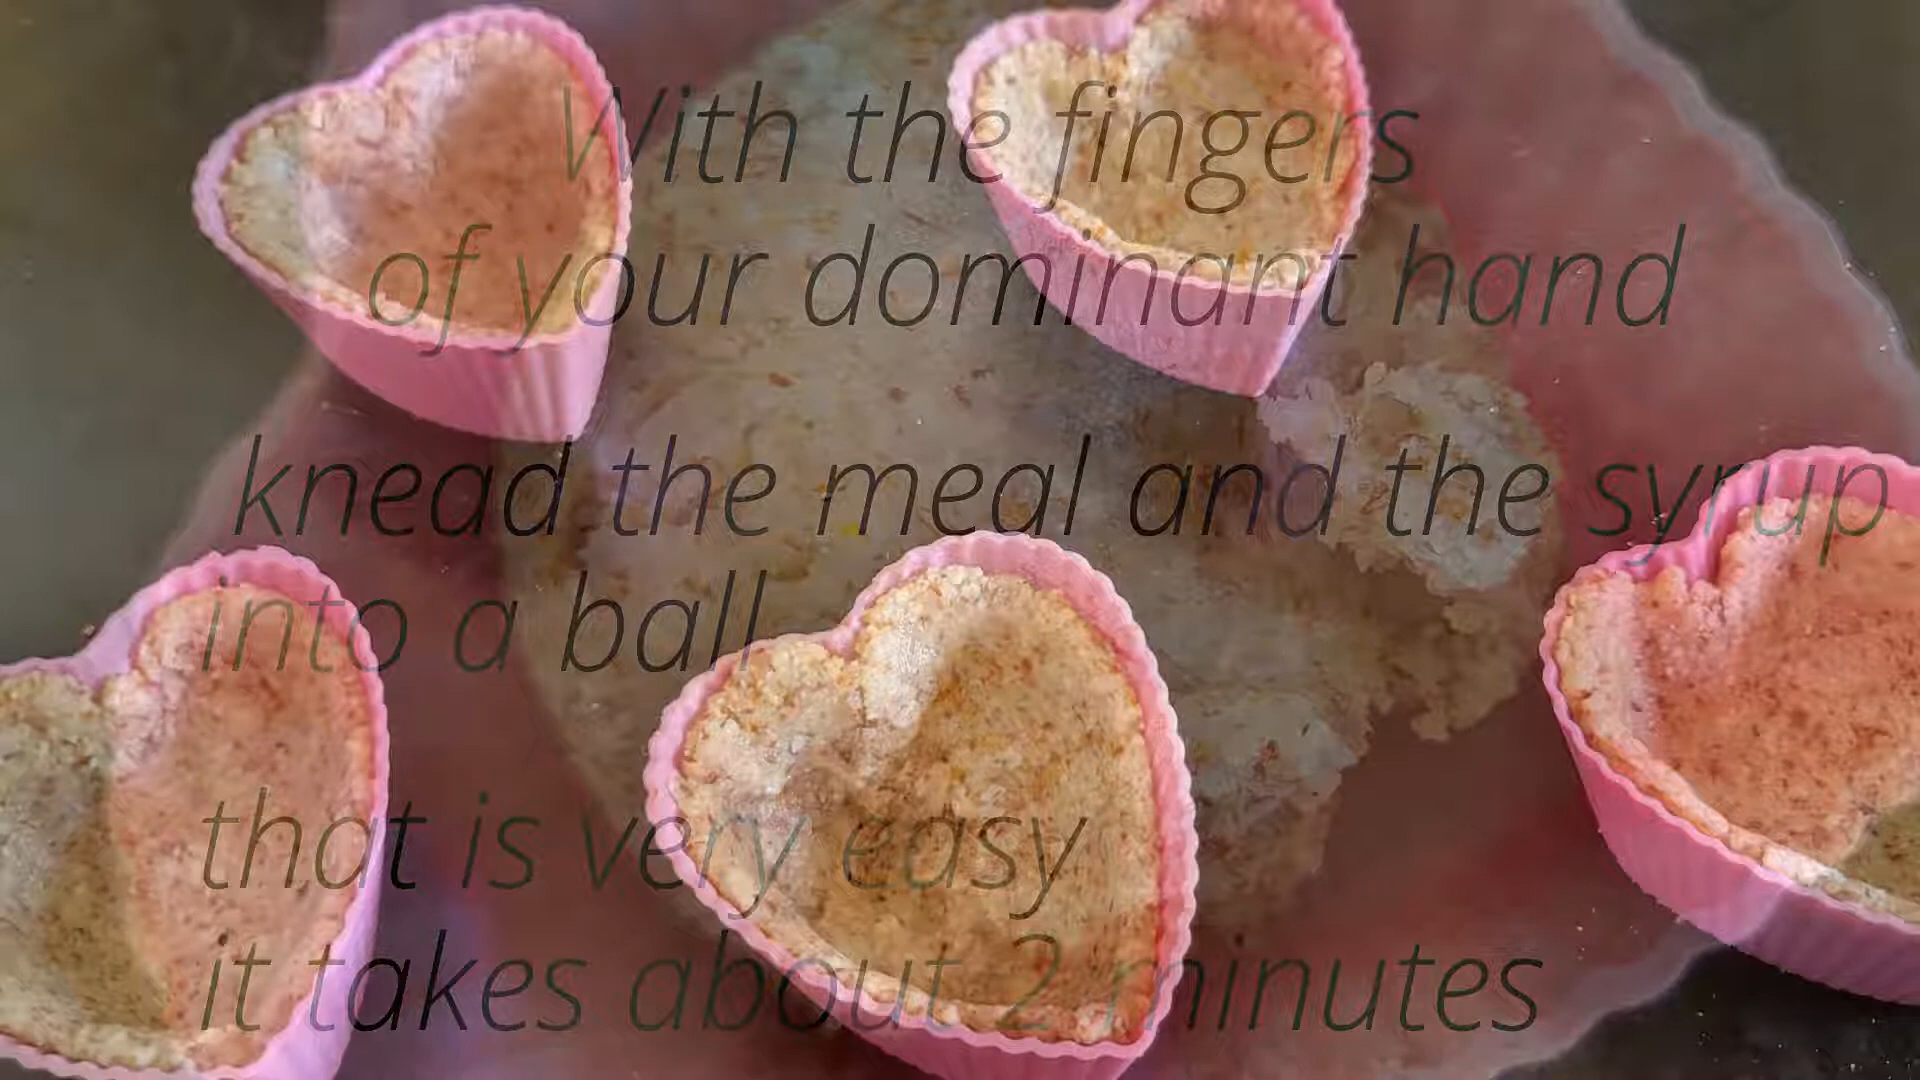 With the fingers
of your dominant hand
knead the meal and the syrup
into a ball
that is very easy
it takes about 2 minutes